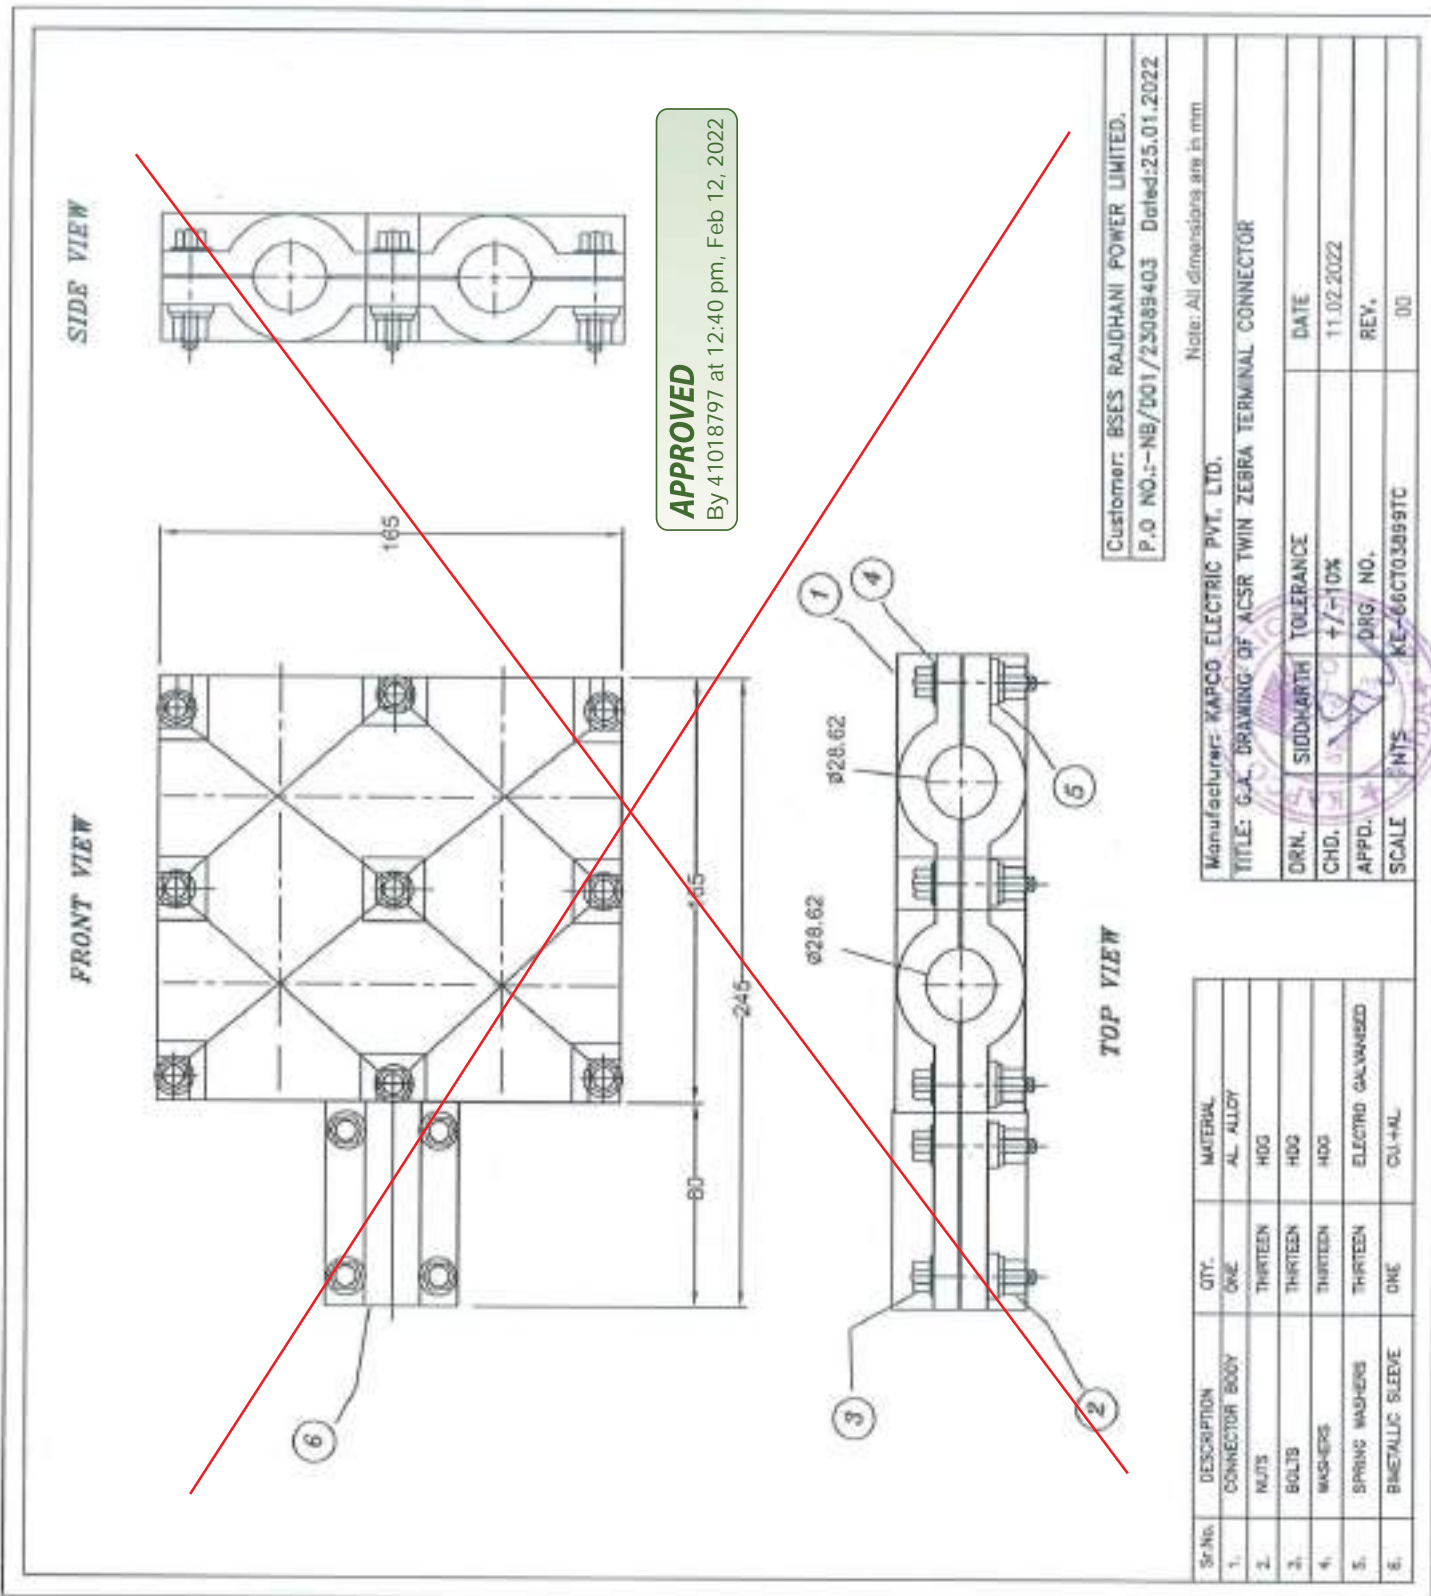 FRONT VIEW
SIDE VIEW
165
165
80
245
6
APPROVED
By 41018797 at 12:40 pm, Feb 12, 2022
ø28.62
ø28.62
1
4
5
3
2
TOP VIEW
Customer: BSES RAJDHANI POWER LIMITED.
P.O NO.:-NB/D01/23089403 Dated:25.01.2022
Note: All dimensions are in mm
Manufacturer: KAPCO ELECTRIC PVT. LTD.
TITLE: G.A. DRAWING OF ACSR TWIN ZEBRA TERMINAL CONNECTOR
DRN. SIDDHARTH TOLERANCE DATE
CHD. +/-10% 11.02.2022
APPD. DRG. NO. REV.
SCALE NTS KE-66CT03899TC 00
Sr.No. DESCRIPTION QTY. MATERIAL
1. CONNECTOR BODY ONE AL. ALLOY
2. NUTS THIRTEEN HDG
3. BOLTS THIRTEEN HDG
4. WASHERS THIRTEEN HDG
5. SPRING WASHERS THIRTEEN ELECTRO GALVANISED
6. BIMETALLIC SLEEVE ONE CU.+AL.